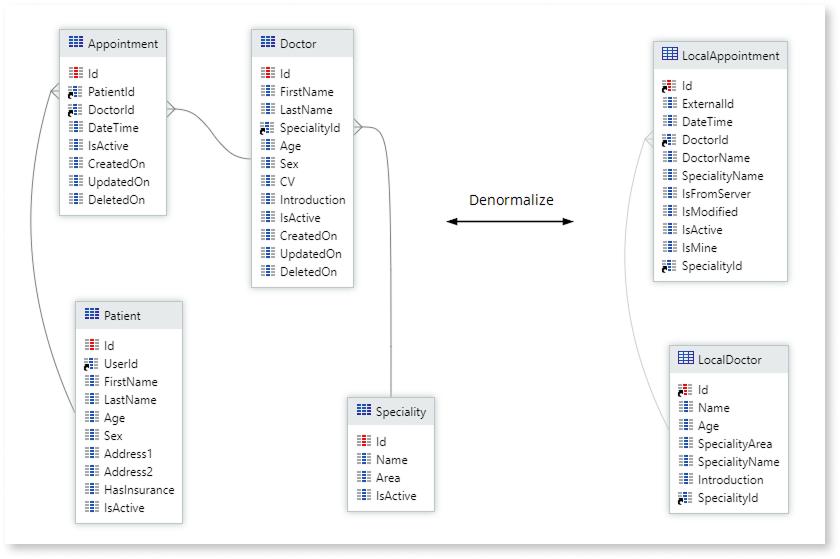 Appointment
Id
PatientId
DoctorId
DateTime
IsActive
CreatedOn
UpdatedOn
DeletedOn
Doctor
Id
FirstName
LastName
SpecialityId
Age
Sex
CV
Introduction
IsActive
CreatedOn
UpdatedOn
DeletedOn
Patient
Id
UserId
FirstName
LastName
Age
Sex
Address1
Address2
HasInsurance
IsActive
Speciality
Id
Name
Area
IsActive
Denormalize
LocalAppointment
Id
ExternalId
DateTime
DoctorId
DoctorName
SpecialityName
IsFromServer
IsModified
IsActive
IsMine
SpecialityId
LocalDoctor
Id
Name
Age
SpecialityArea
SpecialityName
Introduction
SpecialityId